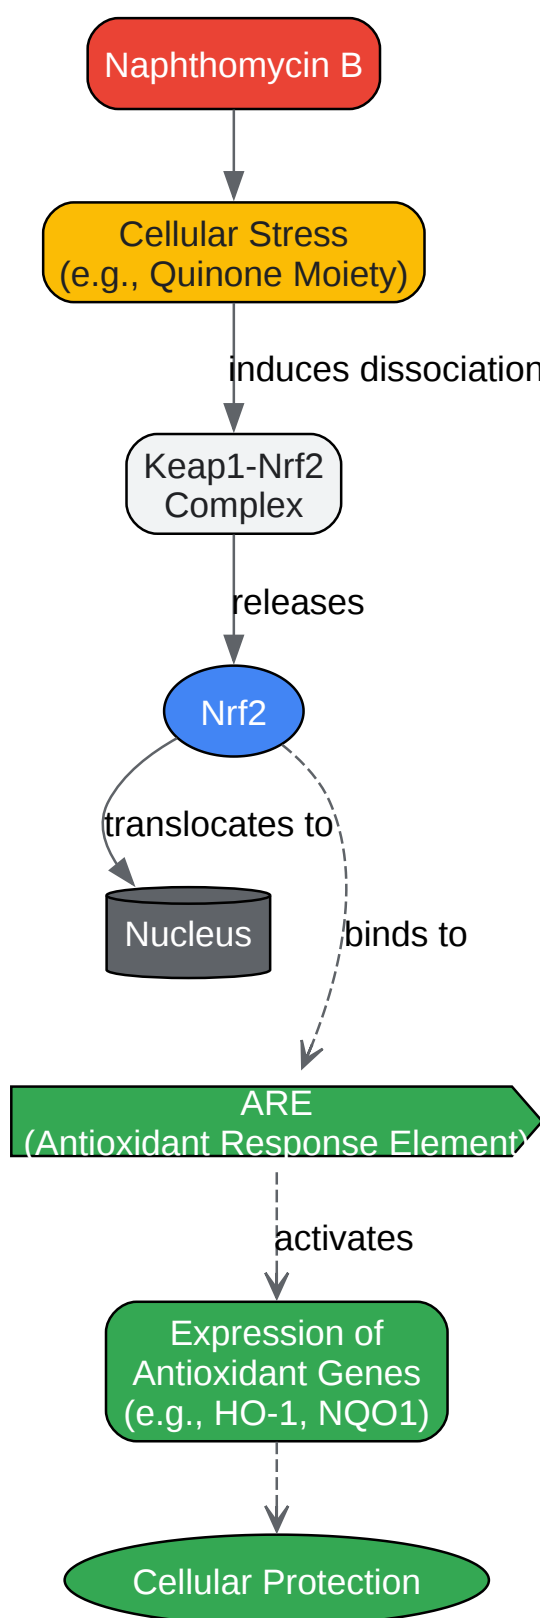 Naphthomycin B
Cellular Stress
(e.g., Quinone Moiety)
induces dissociation
Keap1-Nrf2
Complex
releases
Nrf2
translocates to
Nucleus
binds to
ARE
(Antioxidant Response Element)
activates
Expression of
Antioxidant Genes
(e.g., HO-1, NQO1)
Cellular Protection